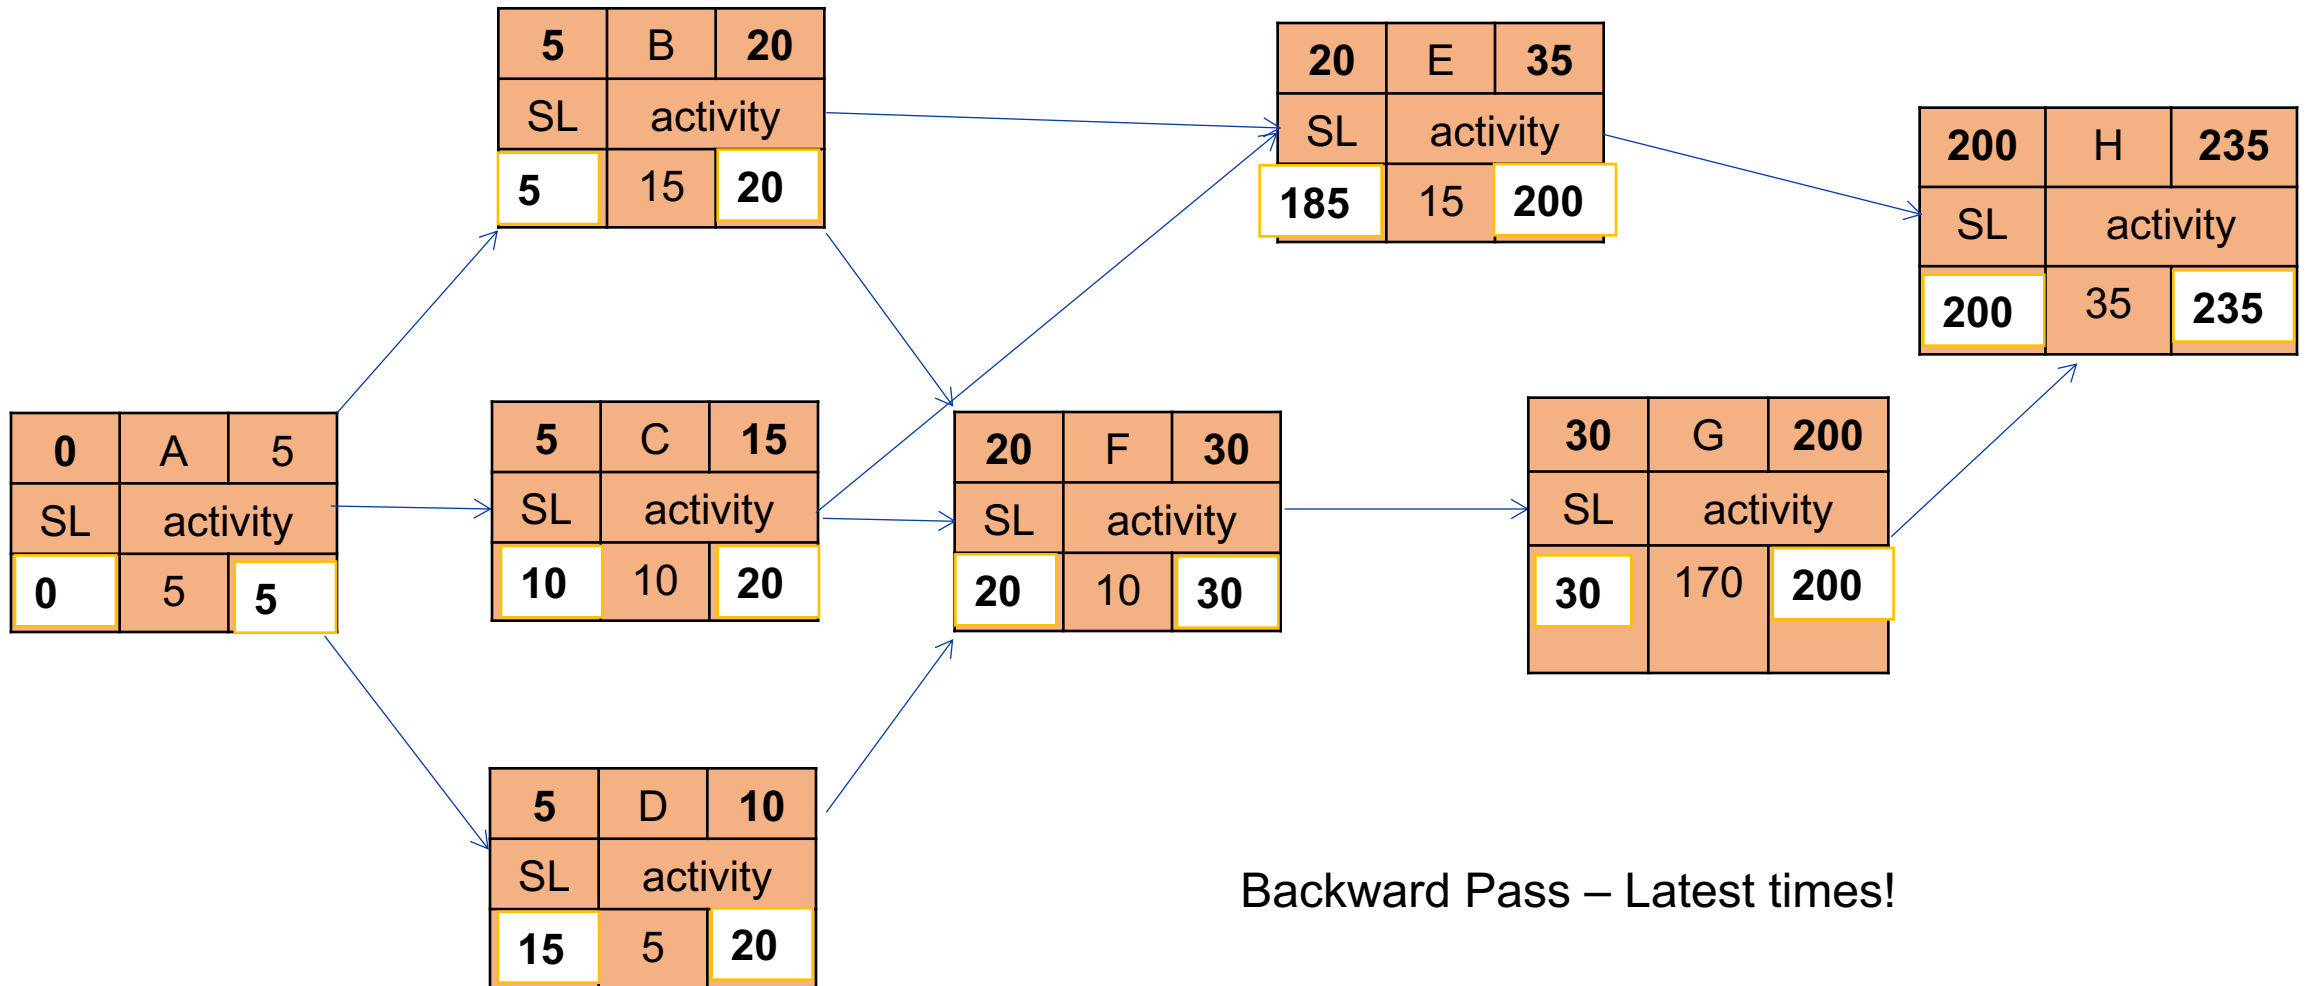 5 B 20
SL activity
5 15 20
20 E 35
SL activity
185 15 200
200 H 235
SL activity
200 35 235
0 A 5
SL activity
0 5 5
5 C 15
SL activity
10 10 20
20 F 30
SL activity
20 10 30
30 G 200
SL activity
30 170 200
5 D 10
SL activity
15 5 20
Backward Pass – Latest times!